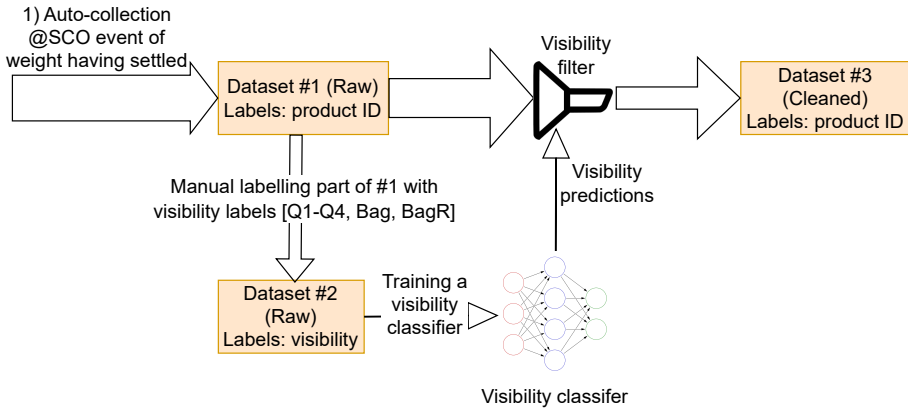 1) Auto-collection
@SCO event of
weight having settled
Dataset #1 (Raw)
Labels: product ID
Visibility
filter
Dataset #3
(Cleaned)
Labels: product ID
Manual labelling part of #1 with
visibility labels [Q1-Q4, Bag, BagR]
Visibility
predictions
Dataset #2
(Raw)
Labels: visibility
Training a
visibility
classifier
Visibility classifer